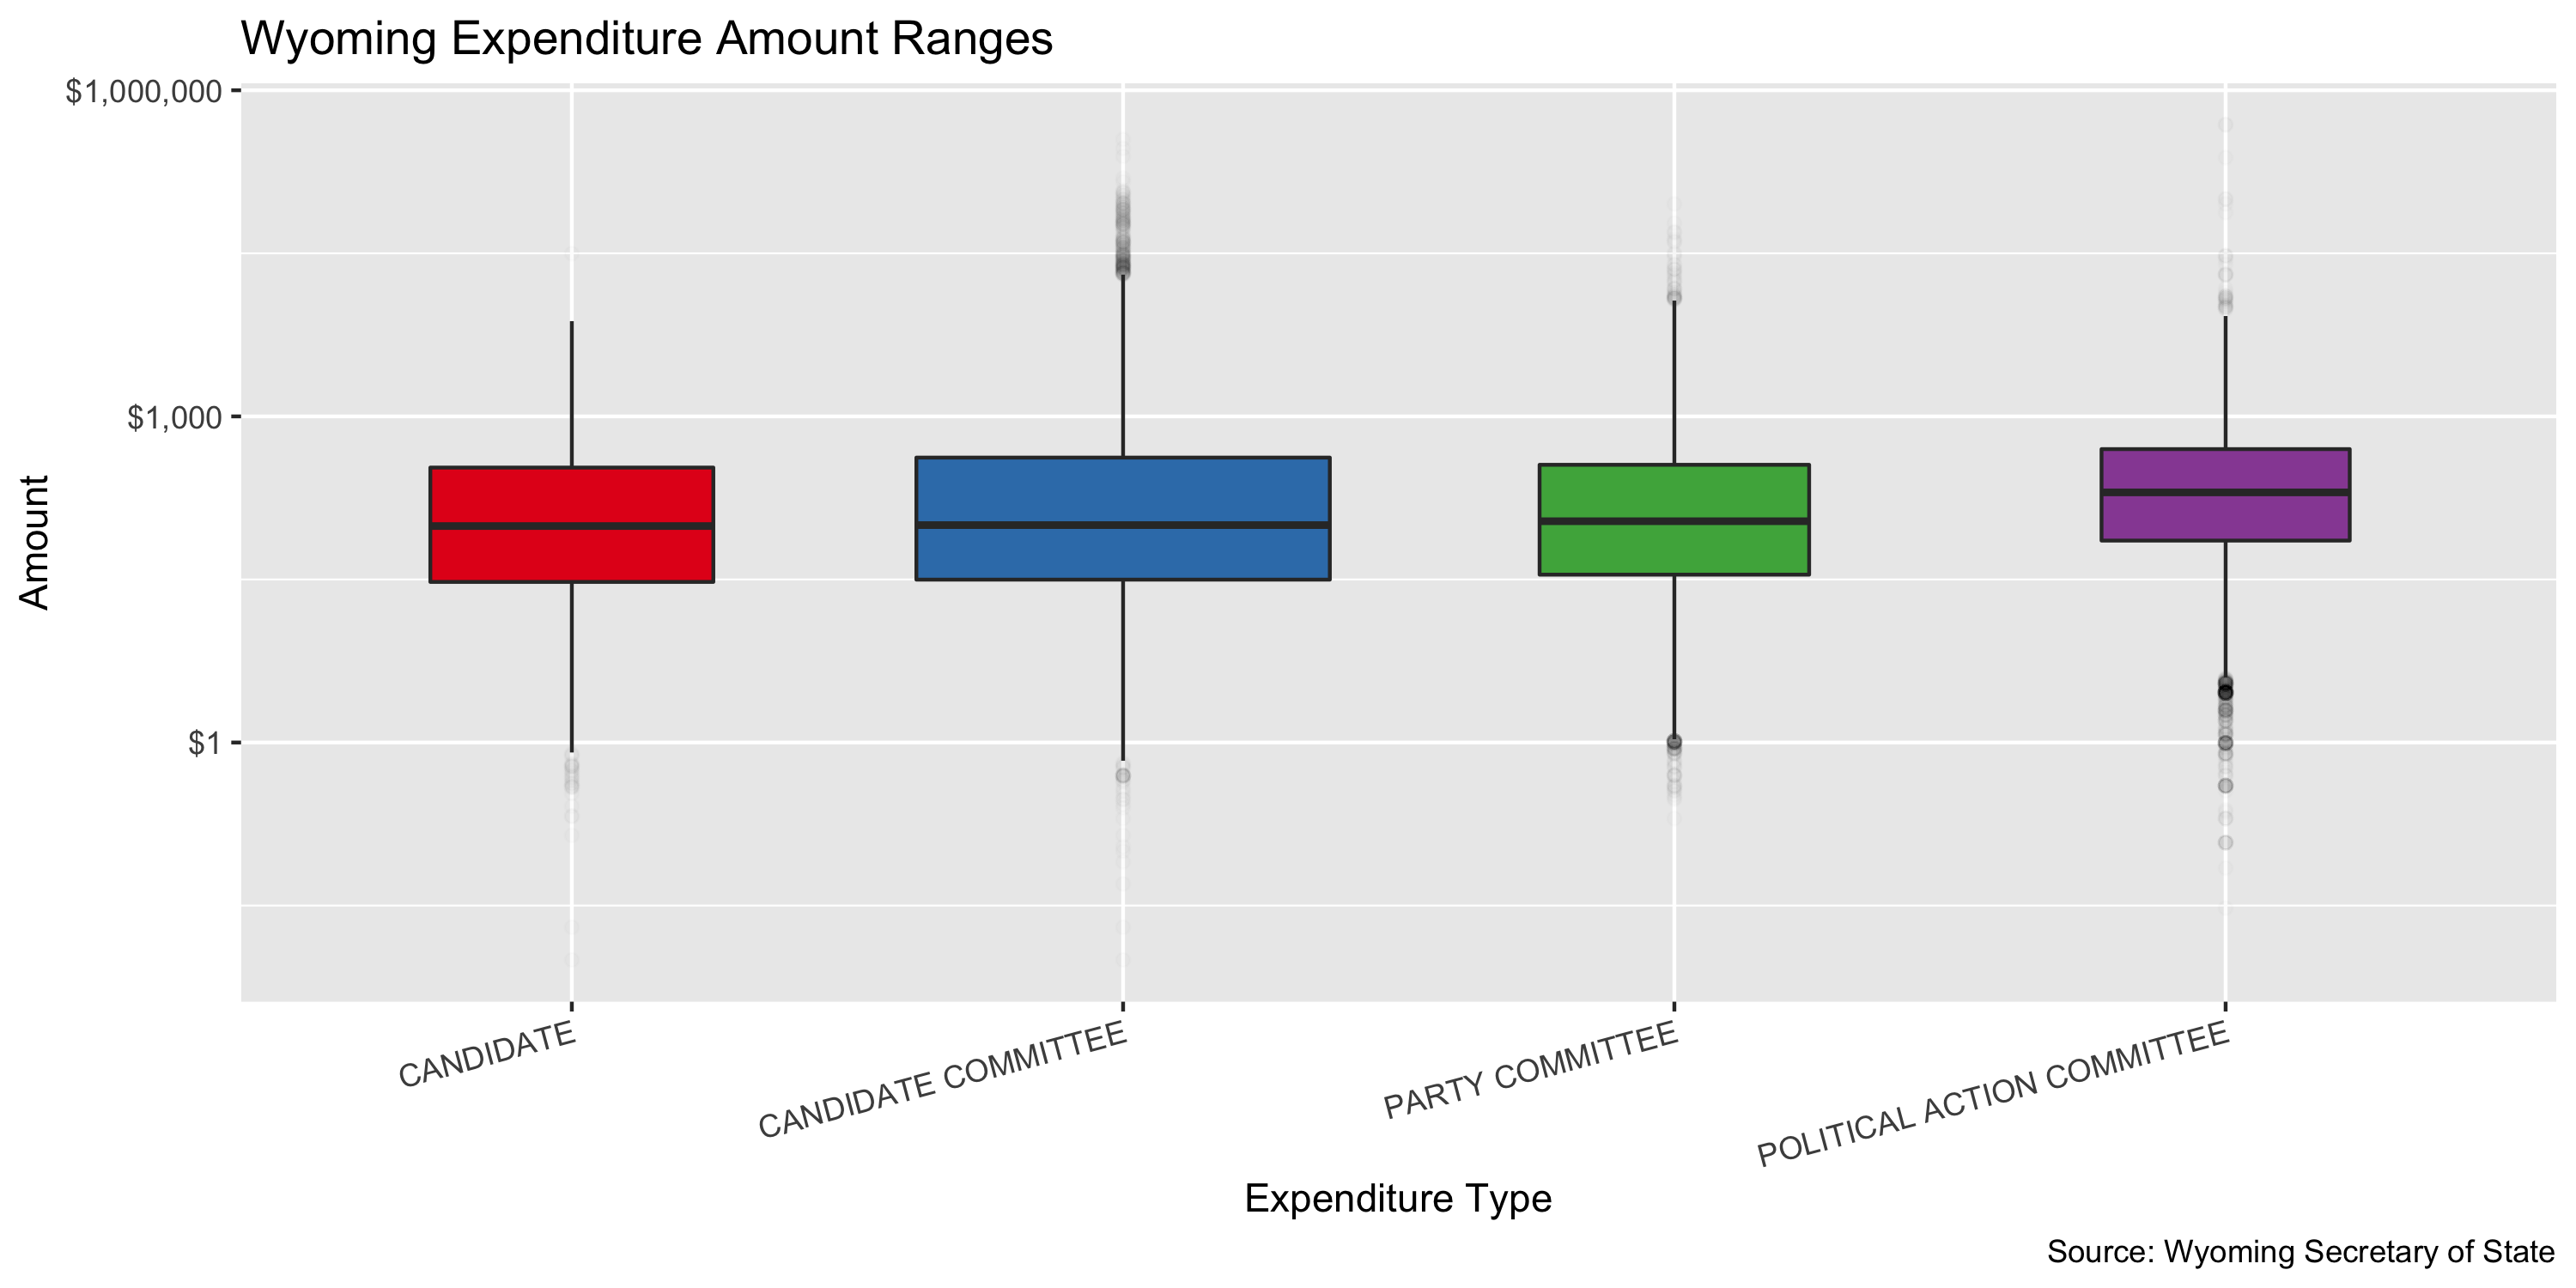 Wyoming Expenditure Amount Ranges
$1,000,000
$1,000
$1
Amount
CANDIDATE
CANDIDATE COMMITTEE
PARTY COMMITTEE
POLITICAL ACTION COMMITTEE
Expenditure Type
Source: Wyoming Secretary of State